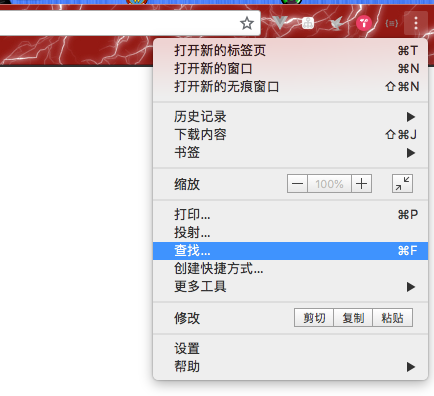 打开新的标签页 ⌘T
打开新的窗口 ⌘N
打开新的无痕窗口 ⇧⌘N
历史记录 ▶
下载内容 ⇧⌘J
书签 ▶
缩放 — 100% +
打印... ⌘P
投射...
查找... ⌘F
创建快捷方式...
更多工具 ▶
修改 剪切 复制 粘贴
设置
帮助 ▶